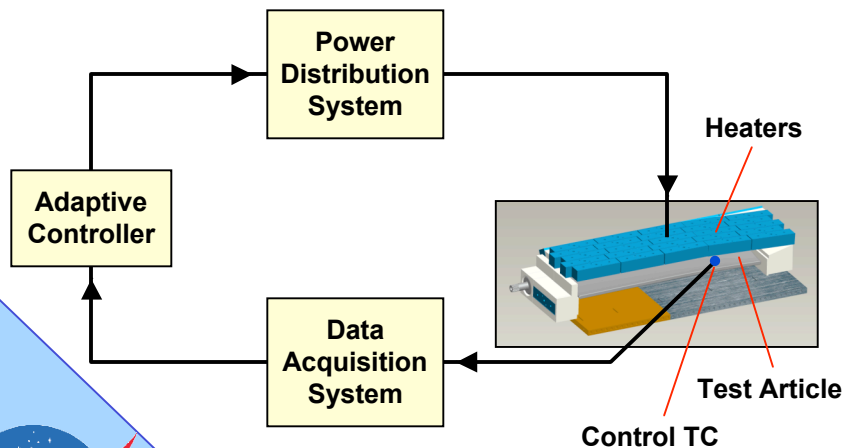 Power
Distribution
System
Heaters
Adaptive
Controller
Data
Acquisition
System
Test Article
Control TC